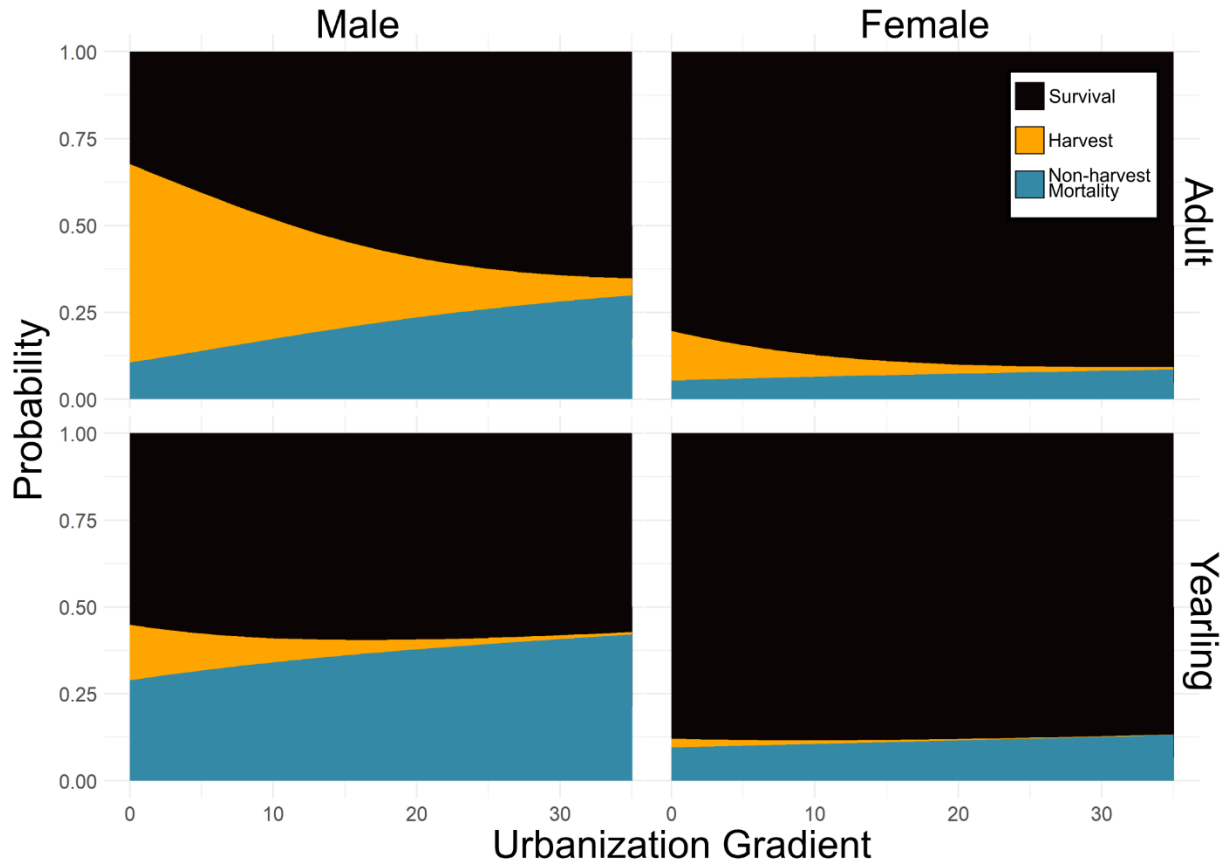 Male
Female
1.00
0.75
0.50
0.25
0.00
Survival
Harvest
Non-harvest
Mortality
Adult
Probability
1.00
0.75
0.50
0.25
0.00
Yearling
0
10
20
30
0
10
20
30
Urbanization Gradient